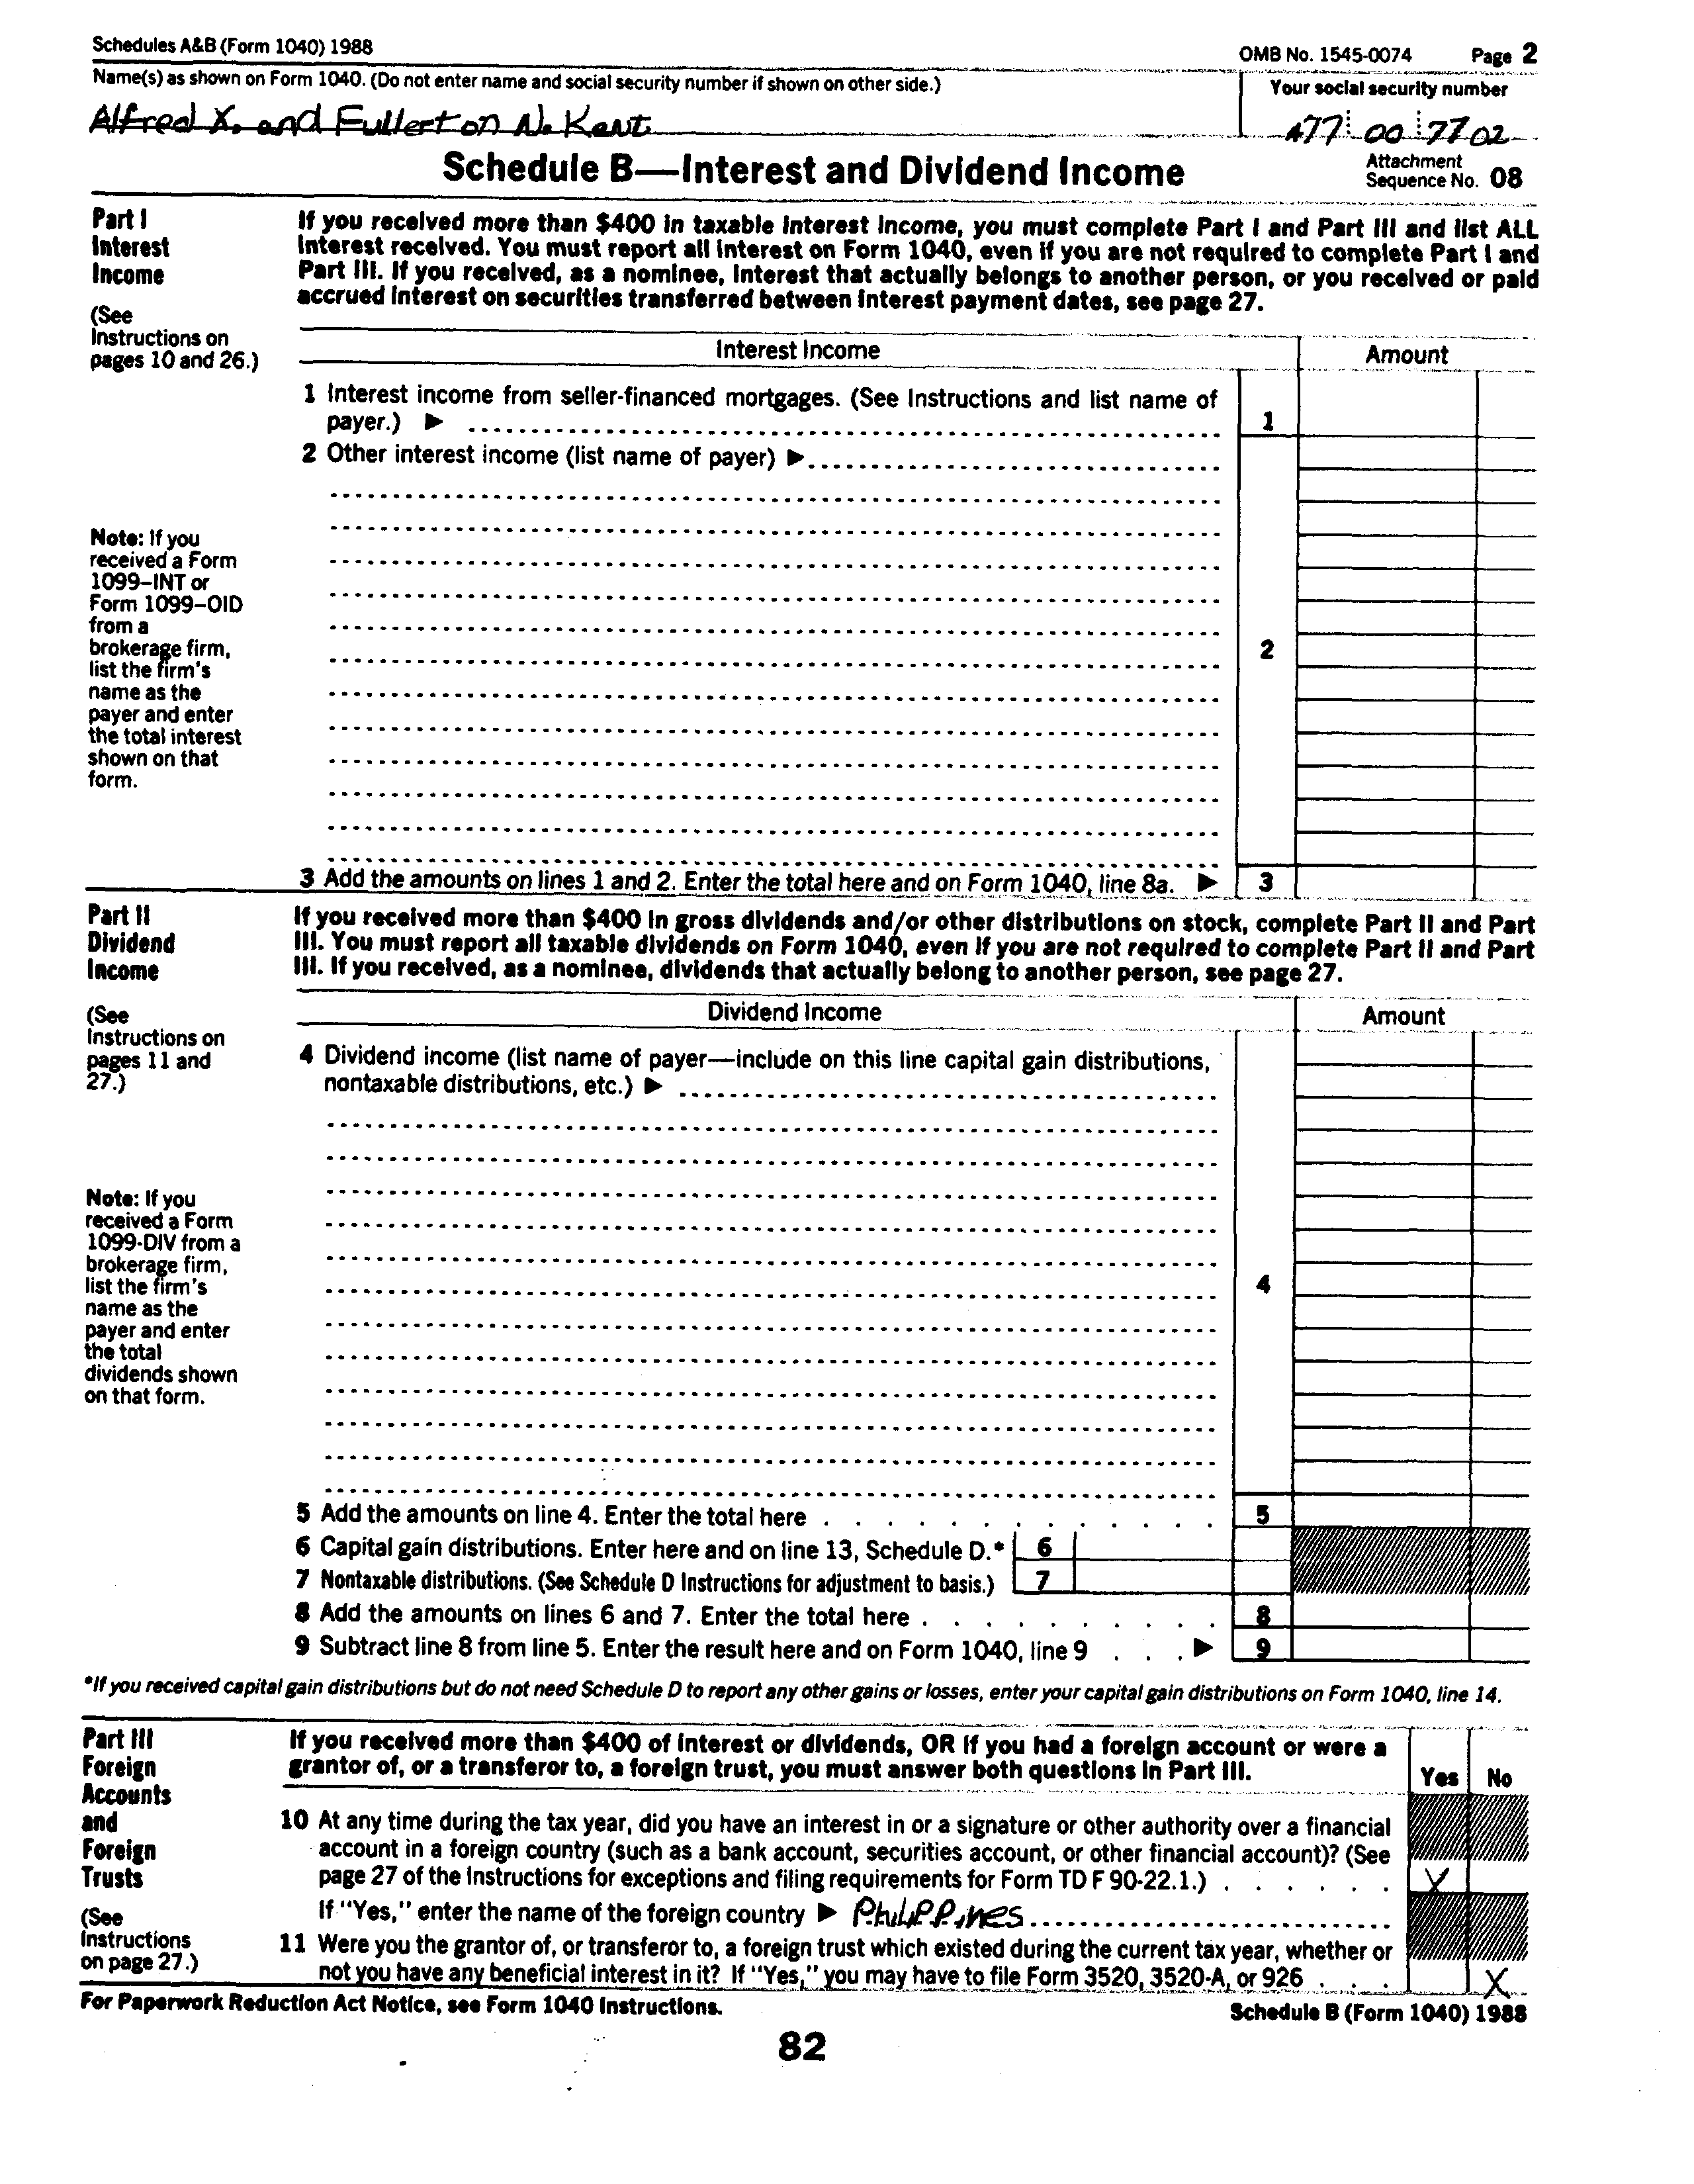 Schedules A&B (Form 1040) 1988
OMB No. 1545-0074 Page 2
Name(s) as shown on Form 1040. (Do not enter name and social security number if shown on other side.)
Your social security number
Alfred X. and Fullerton N. Kent
477 00 7702
Schedule B—Interest and Dividend Income
Attachment
Sequence No. 08
Part I
Interest
Income
(See
Instructions on
pages 10 and 26.)
If you received more than $400 in taxable interest income, you must complete Part I and Part III and list ALL
interest received. You must report all interest on Form 1040, even if you are not required to complete Part I and
Part III. If you received, as a nominee, interest that actually belongs to another person, or you received or paid
accrued interest on securities transferred between interest payment dates, see page 27.
Interest Income
Amount
1 Interest income from seller-financed mortgages. (See Instructions and list name of
payer.) ▶
1
2 Other interest income (list name of payer) ▶
Note: If you
received a Form
1099–INT or
Form 1099–OID
from a
brokerage firm,
list the firm's
name as the
payer and enter
the total interest
shown on that
form.
2
3 Add the amounts on lines 1 and 2. Enter the total here and on Form 1040, line 8a. ▶ 3
Part II
Dividend
Income
(See
Instructions on
pages 11 and
27.)
If you received more than $400 in gross dividends and/or other distributions on stock, complete Part II and Part
III. You must report all taxable dividends on Form 1040, even if you are not required to complete Part II and Part
III. If you received, as a nominee, dividends that actually belong to another person, see page 27.
Dividend Income
Amount
4 Dividend income (list name of payer—include on this line capital gain distributions,
nontaxable distributions, etc.) ▶
Note: If you
received a Form
1099-DIV from a
brokerage firm,
list the firm's
name as the
payer and enter
the total
dividends shown
on that form.
4
5 Add the amounts on line 4. Enter the total here . . . . . . . . . . . . . 5
6 Capital gain distributions. Enter here and on line 13, Schedule D.* 6
7 Nontaxable distributions. (See Schedule D Instructions for adjustment to basis.) 7
8 Add the amounts on lines 6 and 7. Enter the total here . . . . . . . . . . 8
9 Subtract line 8 from line 5. Enter the result here and on Form 1040, line 9 . . . ▶ 9
*If you received capital gain distributions but do not need Schedule D to report any other gains or losses, enter your capital gain distributions on Form 1040, line 14.
Part III
Foreign
Accounts
and
Foreign
Trusts
(See
Instructions
on page 27.)
If you received more than $400 of interest or dividends, OR if you had a foreign account or were a
grantor of, or a transferor to, a foreign trust, you must answer both questions in Part III.
Yes No
10 At any time during the tax year, did you have an interest in or a signature or other authority over a financial
account in a foreign country (such as a bank account, securities account, or other financial account)? (See
page 27 of the Instructions for exceptions and filing requirements for Form TD F 90-22.1.) . . . . . . X
If "Yes," enter the name of the foreign country ▶ Philippines
11 Were you the grantor of, or transferor to, a foreign trust which existed during the current tax year, whether or
not you have any beneficial interest in it? If "Yes," you may have to file Form 3520, 3520-A, or 926 . . . X
For Paperwork Reduction Act Notice, see Form 1040 Instructions.
Schedule B (Form 1040) 1988
82